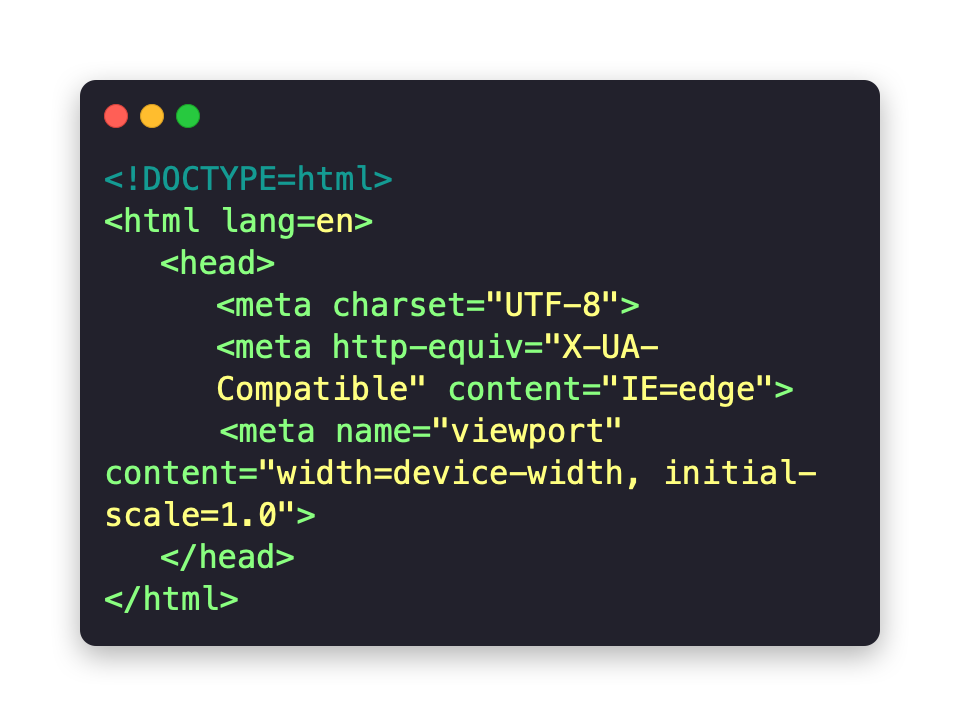 <!DOCTYPE=html>
<html lang=en>
<head>
<meta charset="UTF-8">
<meta http-equiv="X-UA-
Compatible" content="IE=edge">
<meta name="viewport"
content="width=device-width, initial-
scale=1.0">
</head>
</html>